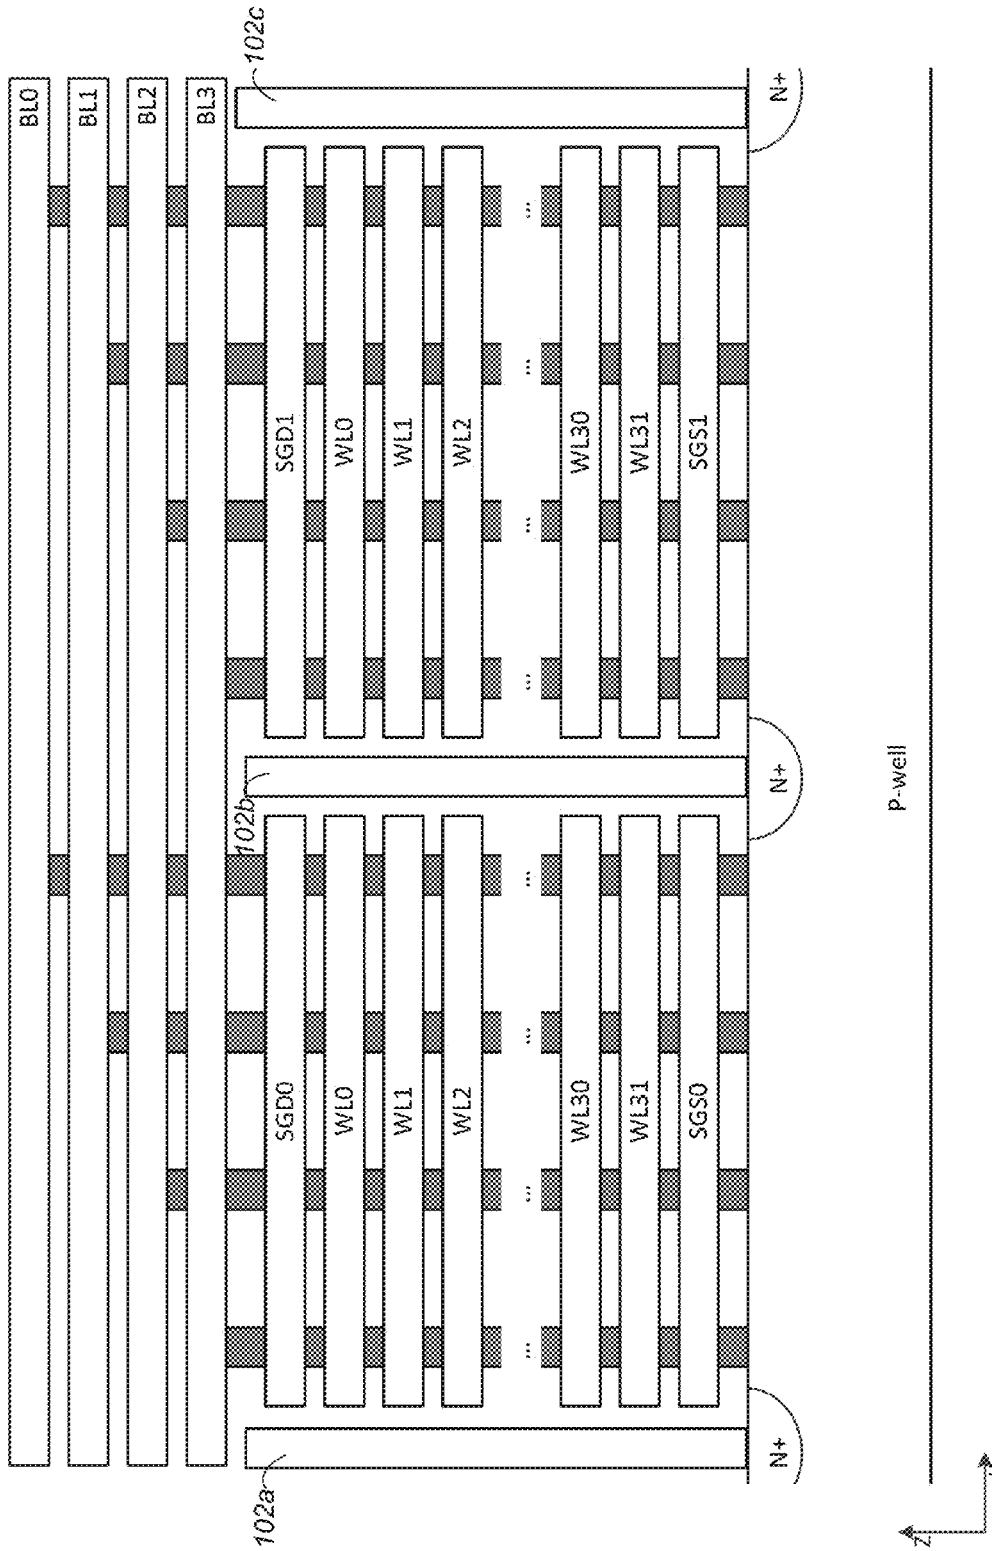 BL0
BL1
BL2
BL3
102a
102b
102c
SGD0
SGD1
WL0
WL0
WL1
WL1
WL2
WL2
... ... ... ... ... ... ... ...
WL30
WL30
WL31
WL31
SGS0
SGS1
N+
N+
N+
P-well
Z